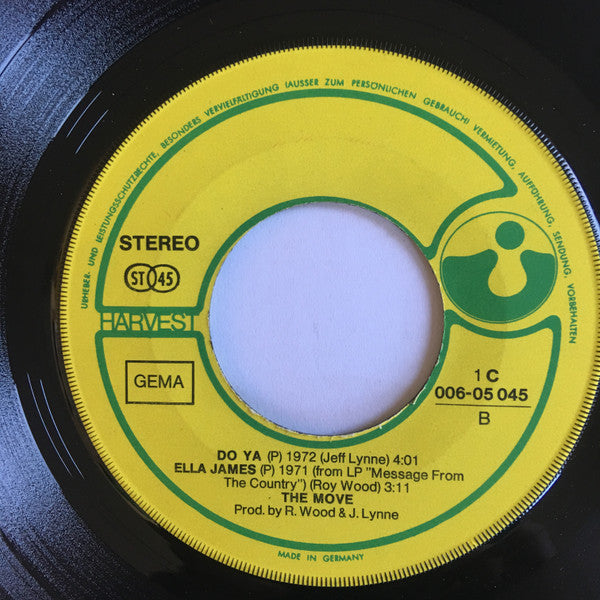 URHEBER- UND LEISTUNGSSCHUTZRECHTE, BESONDERS VERVIELFÄLTIGUNG (AUSSER ZUM PERSÖNLICHEN GEBRAUCH) VERMIETUNG, AUFFÜHRUNG, SENDUNG, VORBEHALTEN
STEREO
ST 45
HARVEST
GEMA
1 C
006-05 045
B
DO YA (P) 1972 (Jeff Lynne) 4:01
ELLA JAMES (P) 1971 (from LP "Message From
The Country") (Roy Wood) 3:11
THE MOVE
Prod. by R. Wood & J. Lynne
MADE IN GERMANY